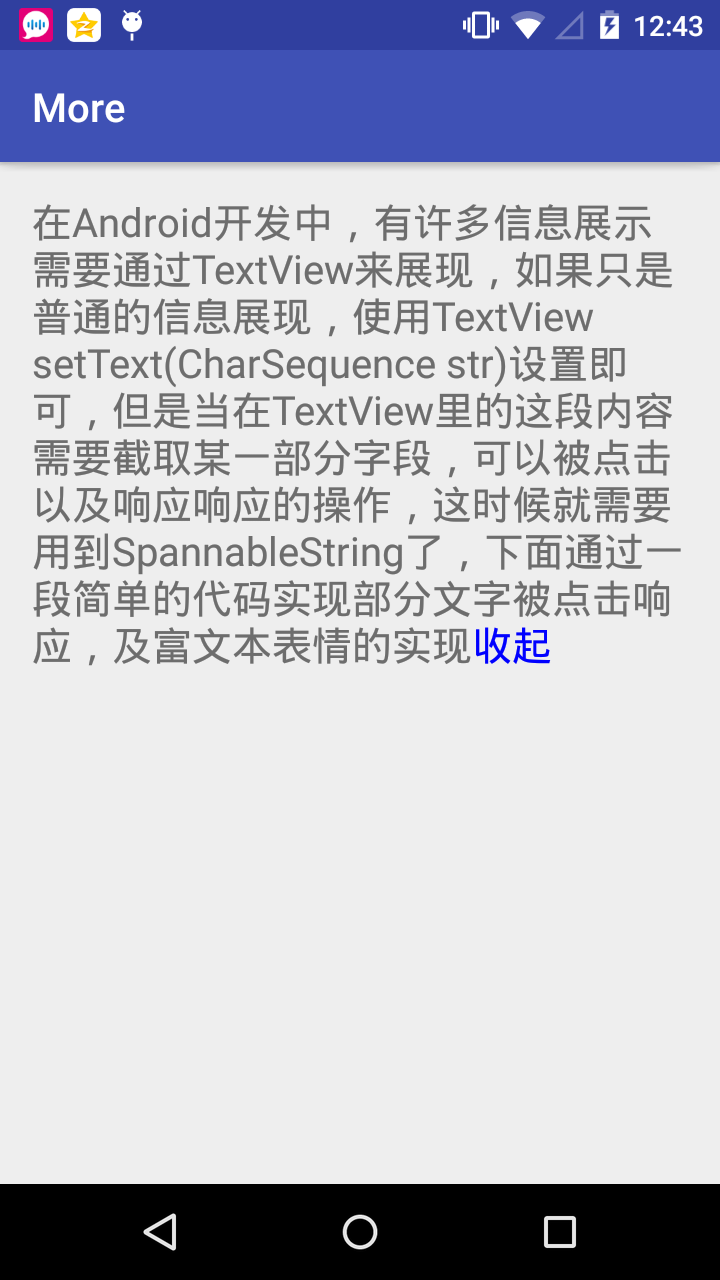 12:43
More
在Android开发中，有许多信息展示
需要通过TextView来展现，如果只是
普通的信息展现，使用TextView
setText(CharSequence str)设置即
可，但是当在TextView里的这段内容
需要截取某一部分字段，可以被点击
以及响应响应的操作，这时候就需要
用到SpannableString了，下面通过一
段简单的代码实现部分文字被点击响
应，及富文本表情的实现收起